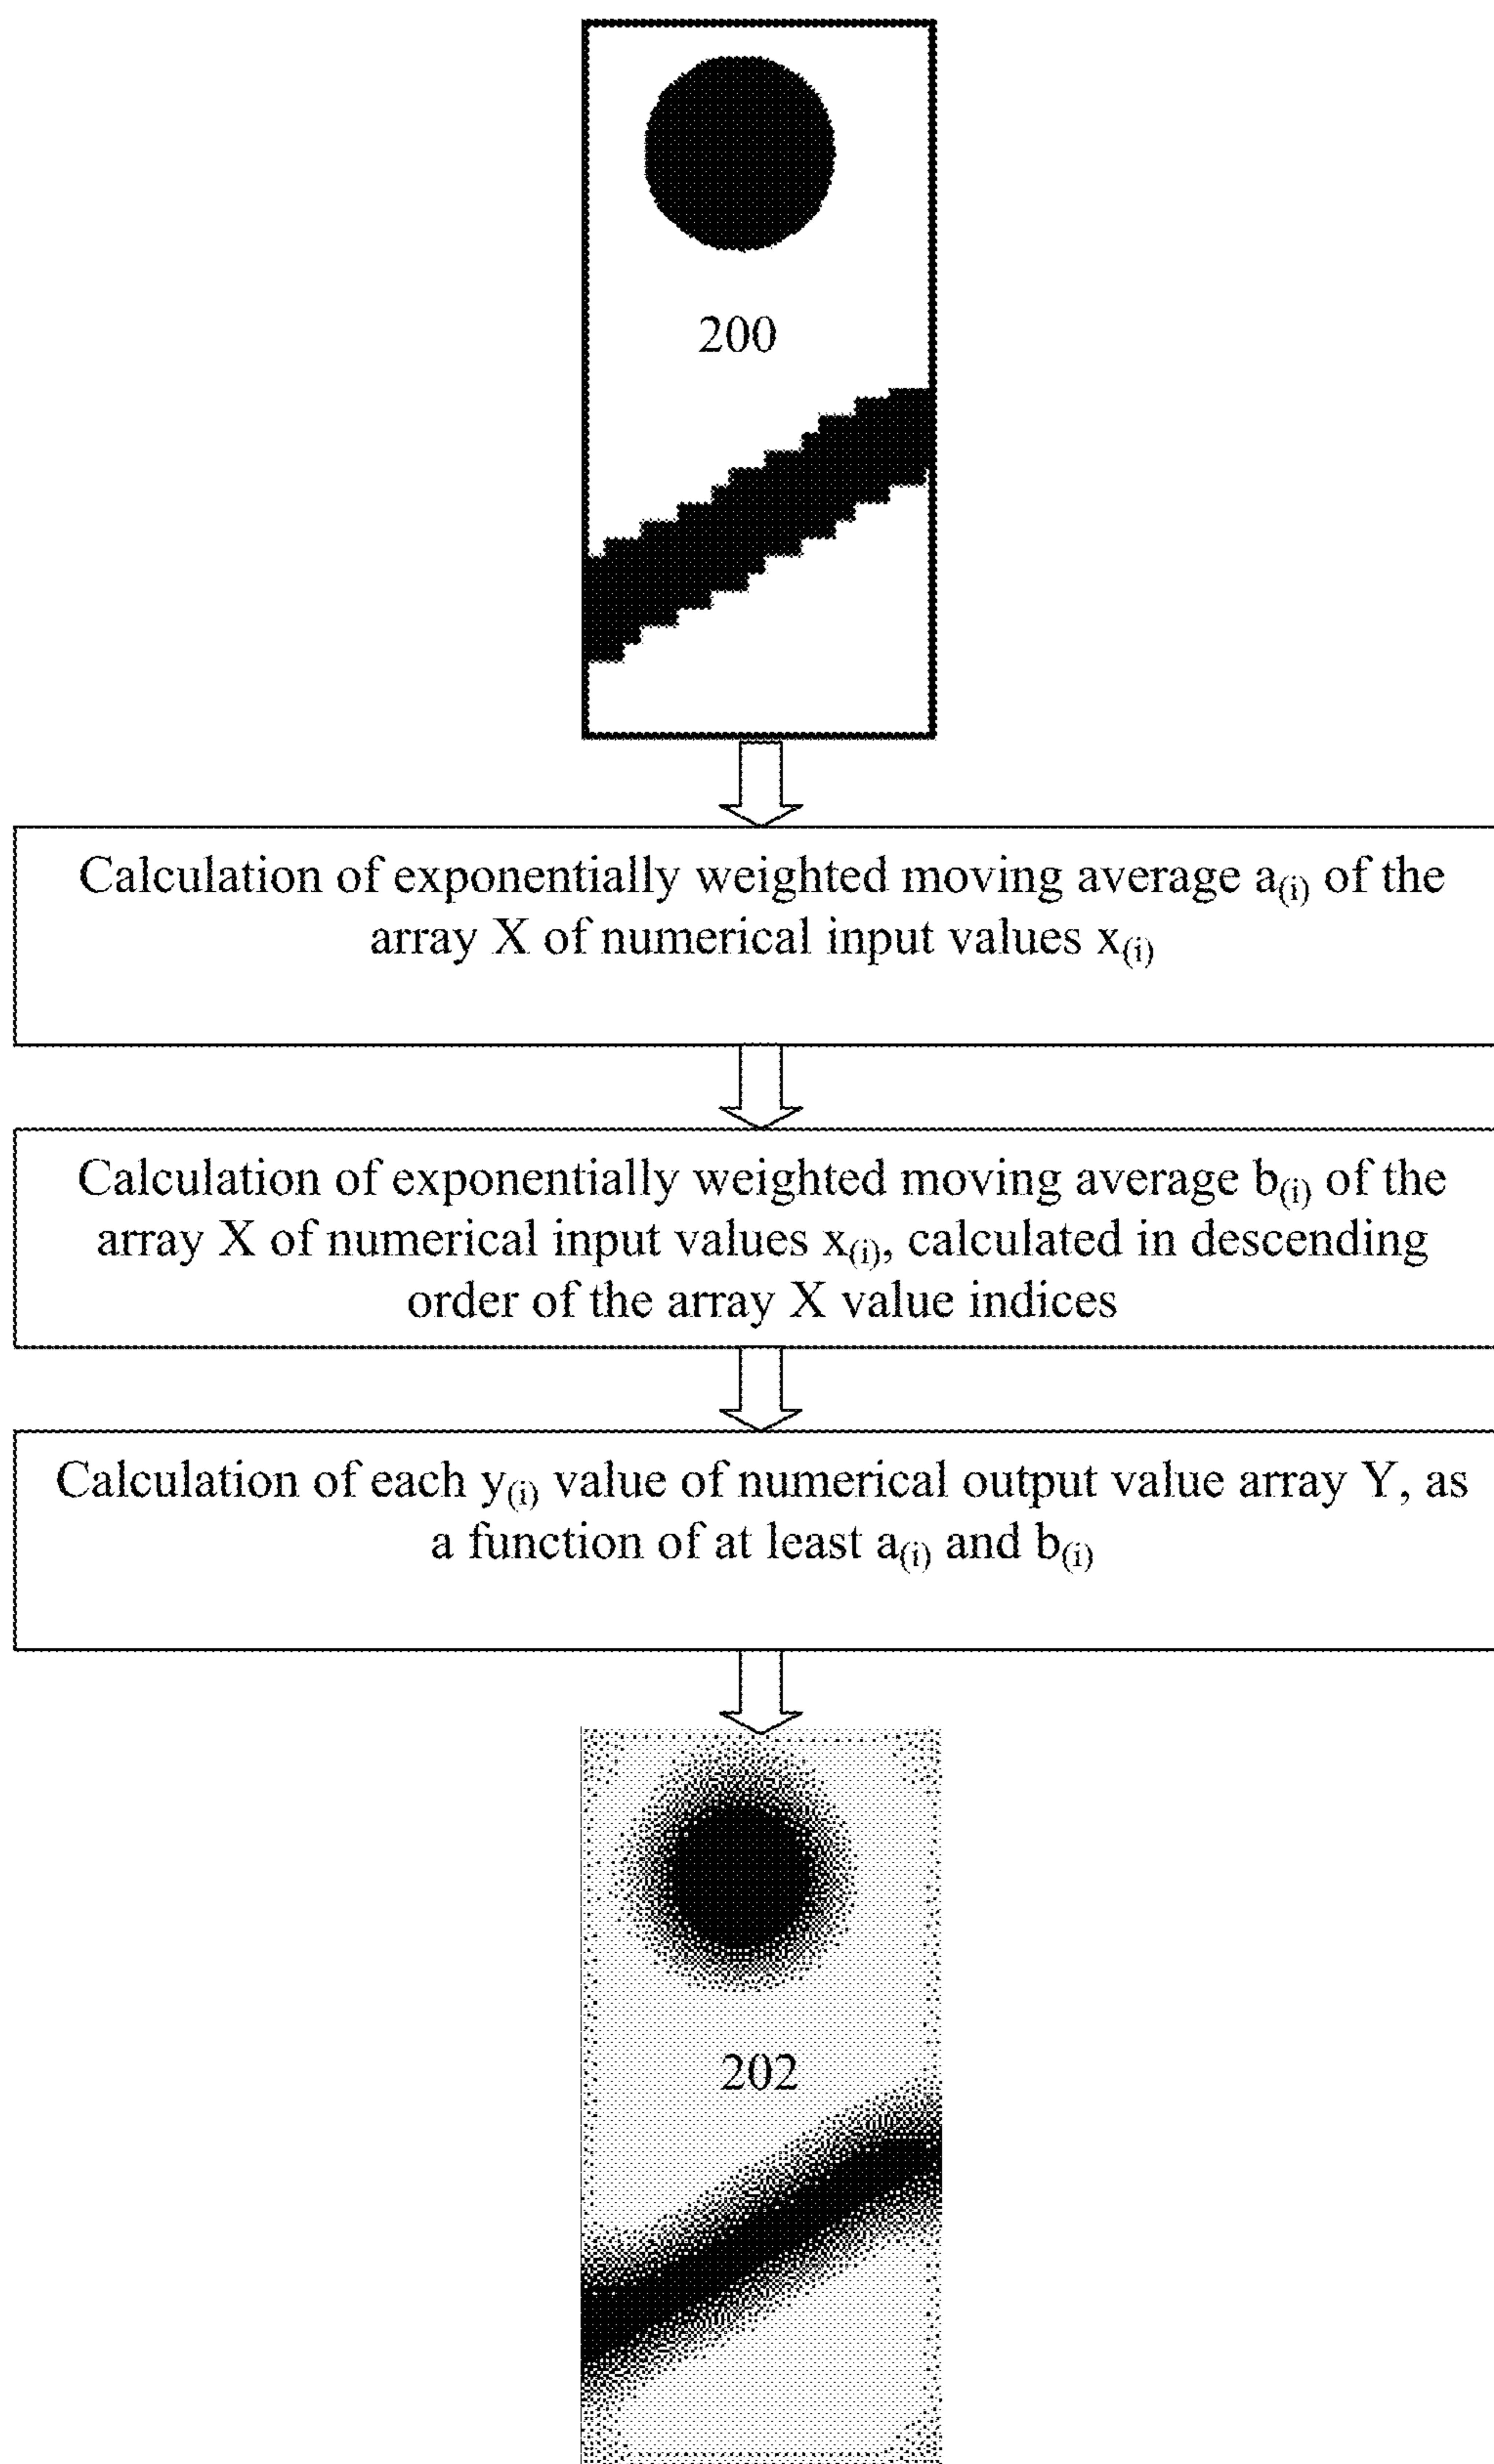 200
Calculation of exponentially weighted moving average a(i) of the
array X of numerical input values x(i)
Calculation of exponentially weighted moving average b(i) of the
array X of numerical input values x(i), calculated in descending
order of the array X value indices
Calculation of each y(i) value of numerical output value array Y, as
a function of at least a(i) and b(i)
202